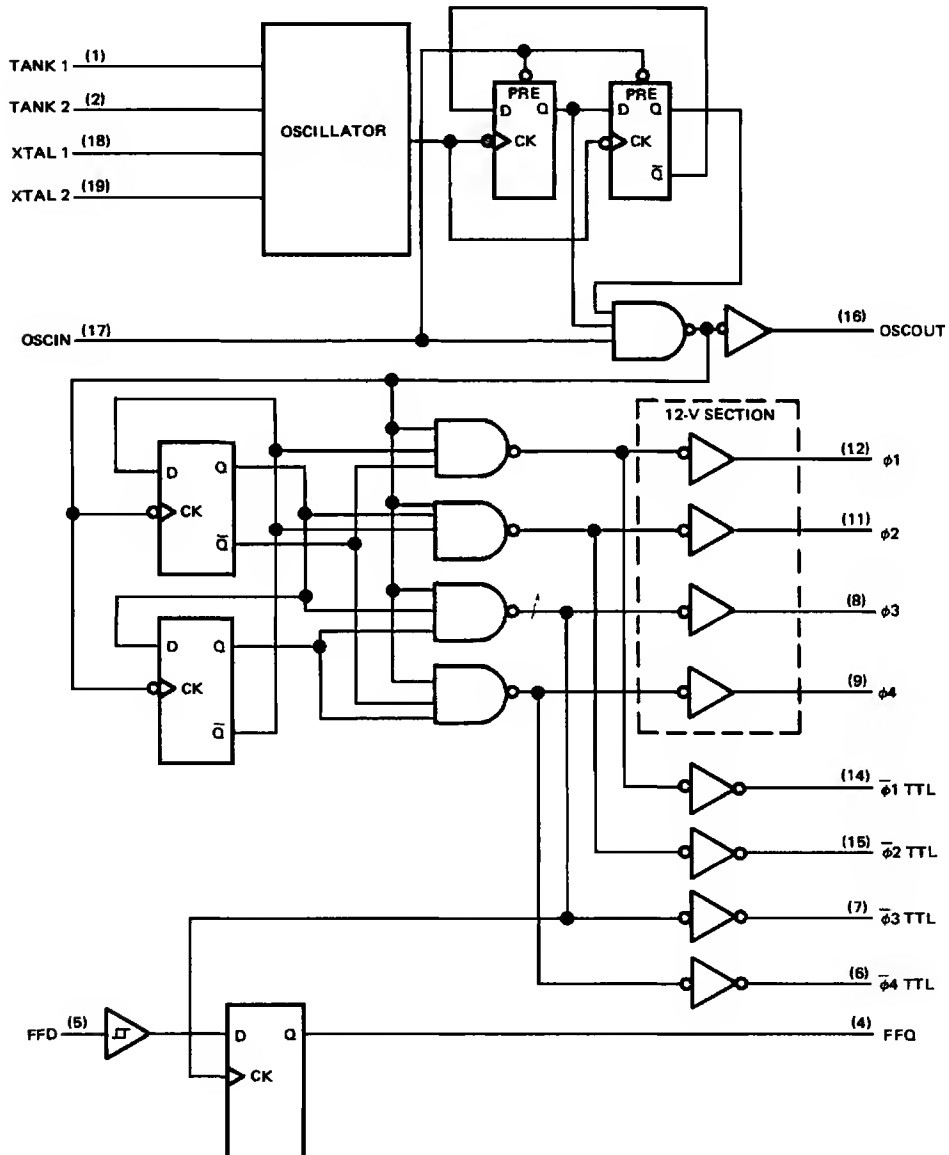 TANK 1 (1)
TANK 2 (2)
XTAL 1 (18)
XTAL 2 (19)
OSCILLATOR
PRE
D Q
CK
PRE
D Q
CK
Q̅
OSCIN (17)
(16) OSCOUT
12-V SECTION
D Q
CK
Q̅
D Q
CK
Q̅
(12) ϕ1
(11) ϕ2
(8) ϕ3
(9) ϕ4
(14) ϕ̅1 TTL
(15) ϕ̅2 TTL
(7) ϕ̅3 TTL
(6) ϕ̅4 TTL
FFD (5)
D Q
CK
(4) FFQ